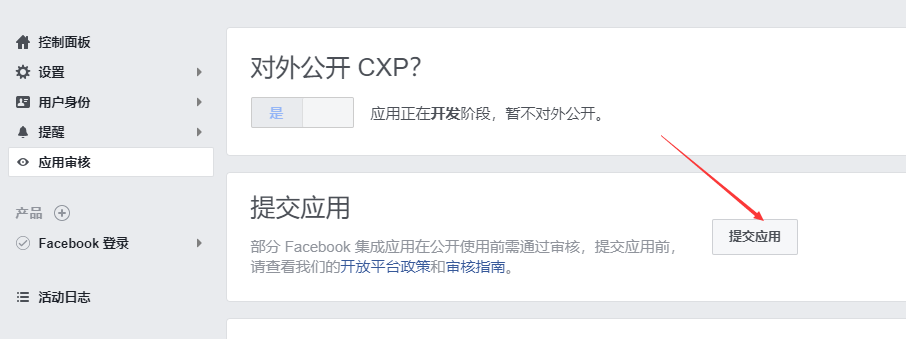 控制面板
设置
用户身份
提醒
应用审核
产品
Facebook 登录
活动日志
对外公开 CXP？
是
应用正在开发阶段，暂不对外公开。
提交应用
部分 Facebook 集成应用在公开使用前需通过审核，提交应用前，
请查看我们的开放平台政策和审核指南。
提交应用